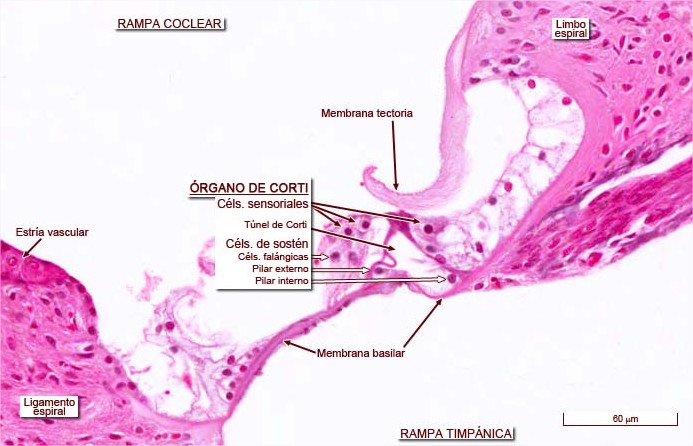 RAMPA COCLEAR
Limbo
espiral
Membrana tectoria
ÓRGANO DE CORTI
Céls. sensoriales
Túnel de Corti
Céls. de sostén
Céls. falángicas
Pilar externo
Pilar interno
Estría vascular
Membrana basilar
Ligamento
espiral
60 µm
RAMPA TIMPÁNICA